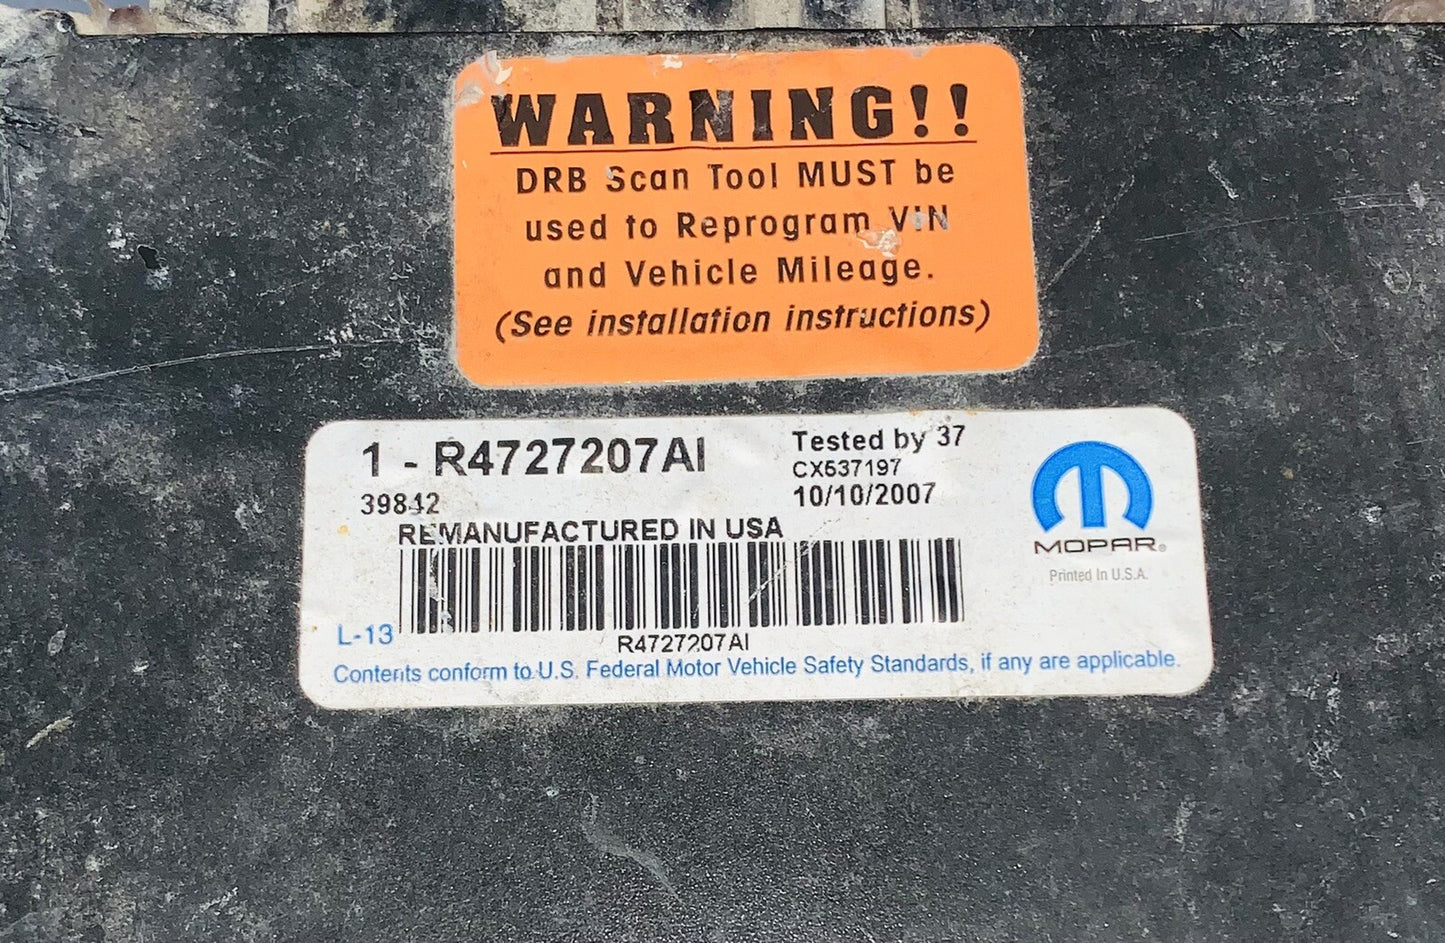 WARNING!!
DRB Scan Tool MUST be
used to Reprogram VIN
and Vehicle Mileage.
(See installation instructions)
1 - R4727207AI
39842
Tested by 37
CX537197
10/10/2007
REMANUFACTURED IN USA
MOPAR®
Printed In U.S.A.
L-13
R4727207AI
Contents conform to U.S. Federal Motor Vehicle Safety Standards, if any are applicable.